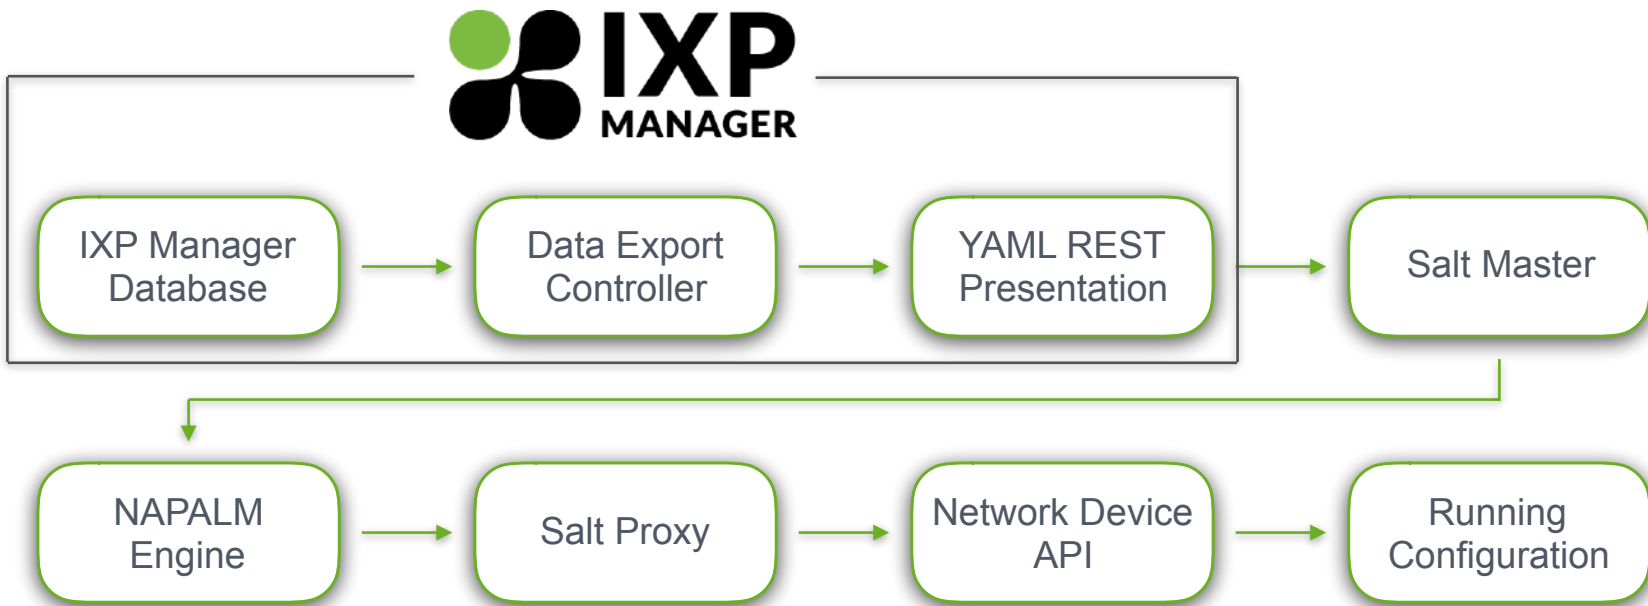 IXP
MANAGER
IXP Manager
Database
Data Export
Controller
YAML REST
Presentation
Salt Master
NAPALM
Engine
Salt Proxy
Network Device
API
Running
Configuration